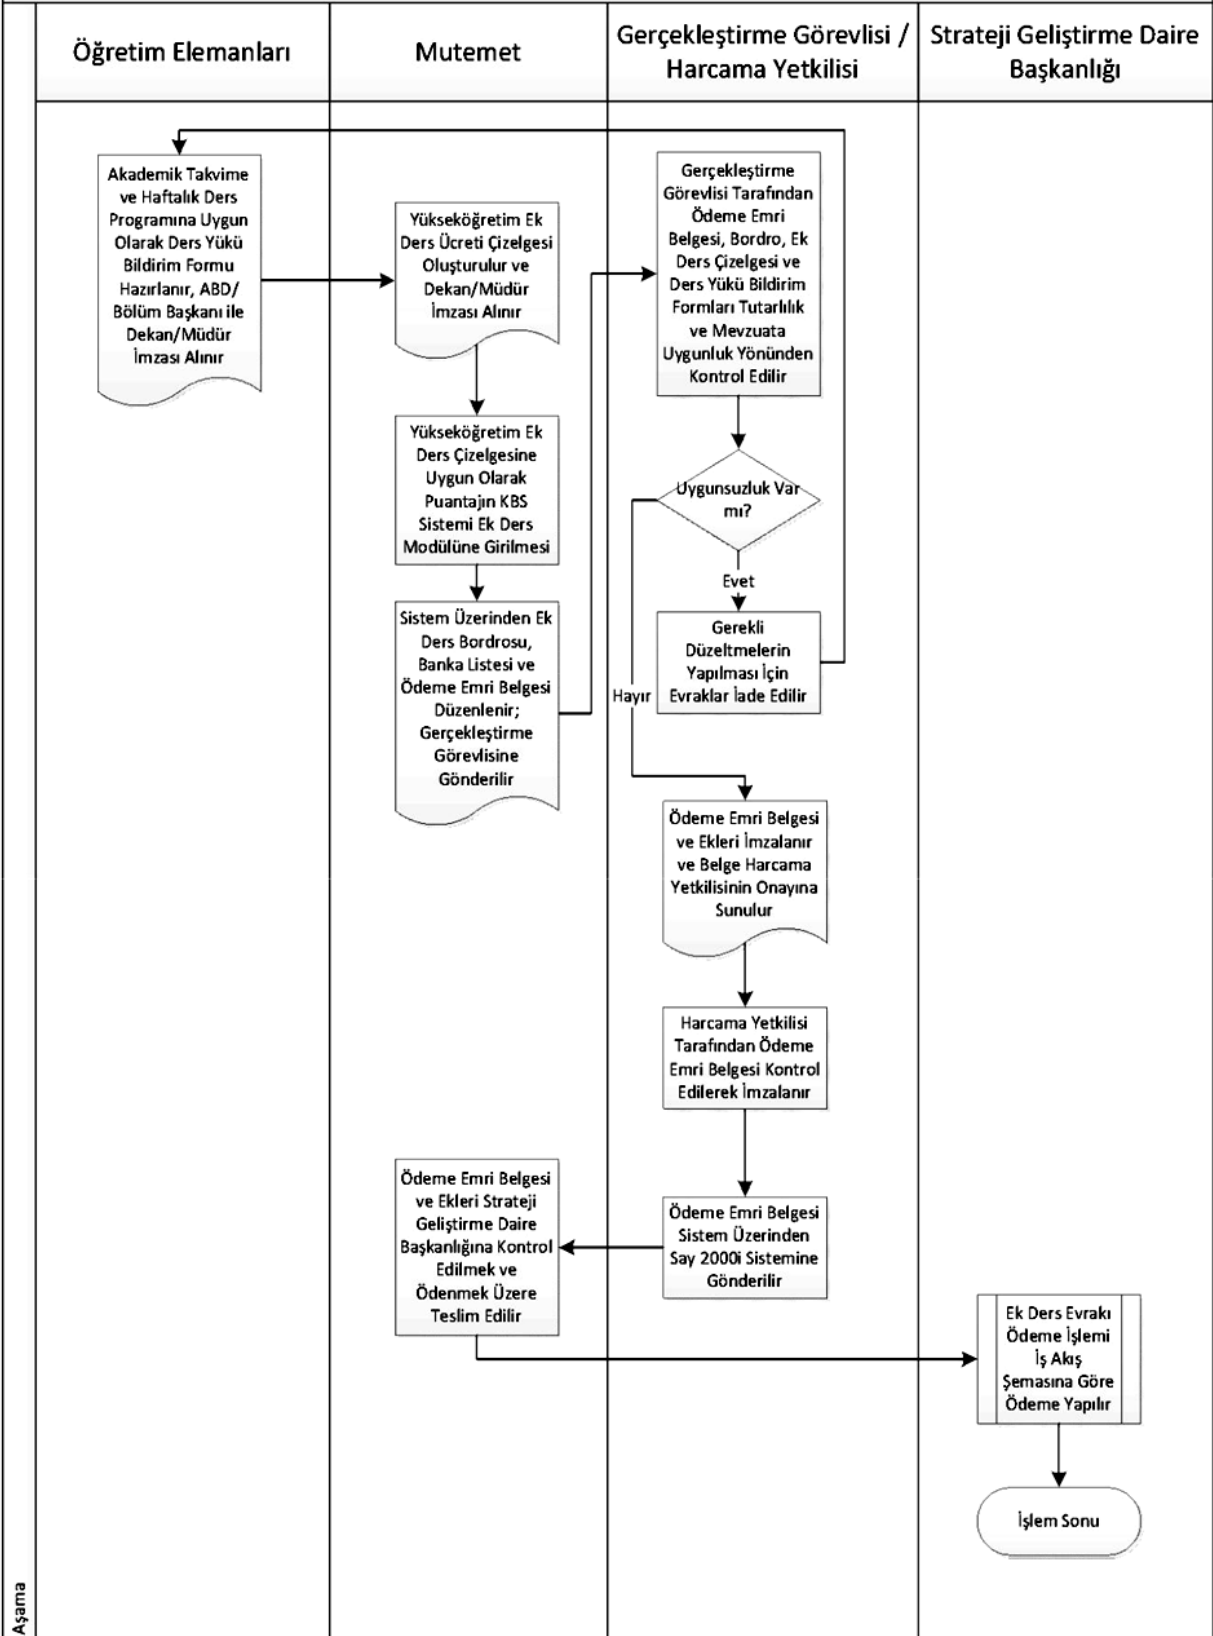 Öğretim Elemanları
Mutemet
Gerçekleştirme Görevlisi /
Harcama Yetkilisi
Strateji Geliştirme Daire
Başkanlığı
Akademik Takvime
ve Haftalık Ders
Programına Uygun
Olarak Ders Yükü
Bildirim Formu
Hazırlanır, ABD/
Bölüm Başkanı ile
Dekan/Müdür
İmzası Alınır
Yükseköğretim Ek
Ders Ücreti Çizelgesi
Oluşturulur ve
Dekan/Müdür
İmzası Alınır
Yükseköğretim Ek
Ders Çizelgesine
Uygun Olarak
Puantajın KBS
Sistemi Ek Ders
Modülüne Girilmesi
Sistem Üzerinden Ek
Ders Bordrosu,
Banka Listesi ve
Ödeme Emri Belgesi
Düzenlenir;
Gerçekleştirme
Görevlisine
Gönderilir
Gerçekleştirme
Görevlisi Tarafından
Ödeme Emri
Belgesi, Bordro, Ek
Ders Çizelgesi ve
Ders Yükü Bildirim
Formları Tutarlılık
ve Mevzuata
Uygunluk Yönünden
Kontrol Edilir
Uygunsuzluk Var
mı?
Evet
Gerekli
Düzeltmelerin
Yapılması İçin
Evraklar İade Edilir
Hayır
Ödeme Emri Belgesi
ve Ekleri İmzalanır
ve Belge Harcama
Yetkilisinin Onayına
Sunulur
Harcama Yetkilisi
Tarafından Ödeme
Emri Belgesi Kontrol
Edilerek İmzalanır
Ödeme Emri Belgesi
Sistem Üzerinden
Say 2000i Sistemine
Gönderilir
Ödeme Emri Belgesi
ve Ekleri Strateji
Geliştirme Daire
Başkanlığına Kontrol
Edilmek ve
Ödenmek Üzere
Teslim Edilir
Ek Ders Evrakı
Ödeme İşlemi
İş Akış
Şemasına Göre
Ödeme Yapılır
İşlem Sonu
Aşama